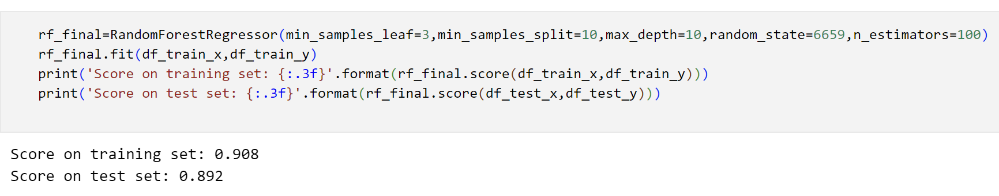 rf_final=RandomForestRegressor(min_samples_leaf=3,min_samples_split=10,max_depth=10,random_state=6659,n_estimators=100)
rf_final.fit(df_train_x,df_train_y)
print('Score on training set: {:.3f}'.format(rf_final.score(df_train_x,df_train_y)))
print('Score on test set: {:.3f}'.format(rf_final.score(df_test_x,df_test_y)))
Score on training set: 0.908
Score on test set: 0.892